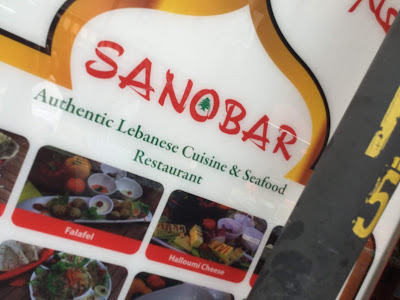 SANOBAR
Authentic Lebanese Cuisine & Seafood
Restaurant
Falafel
Halloumi Cheese